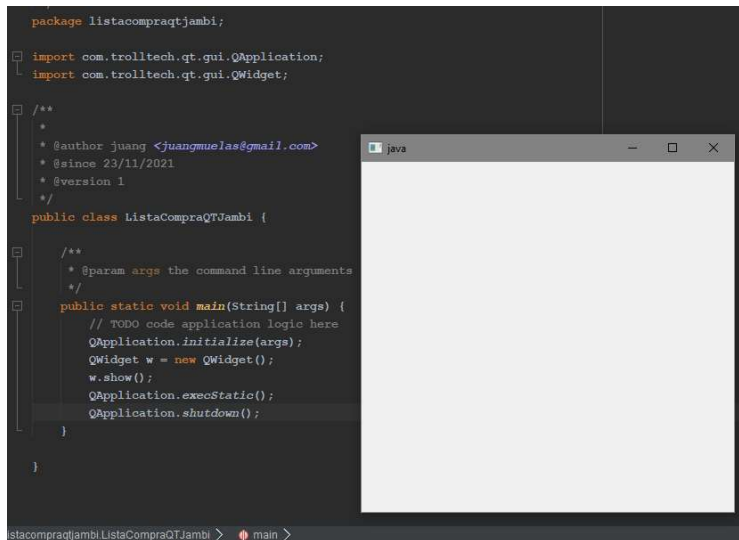 package listacompraqtjambi;
import com.trolltech.qt.gui.QApplication;
import com.trolltech.qt.gui.QWidget;
/**
*
* @author juang <juangmuelas@gmail.com>
* @since 23/11/2021
* @version 1
*/
public class ListaCompraQTJambi {
/**
* @param args the command line arguments
*/
public static void main(String[] args) {
// TODO code application logic here
QApplication.initialize(args);
QWidget w = new QWidget();
w.show();
QApplication.execStatic();
QApplication.shutdown();
}
}
java
istacompraqtjambi.ListaCompraQTJambi > main >